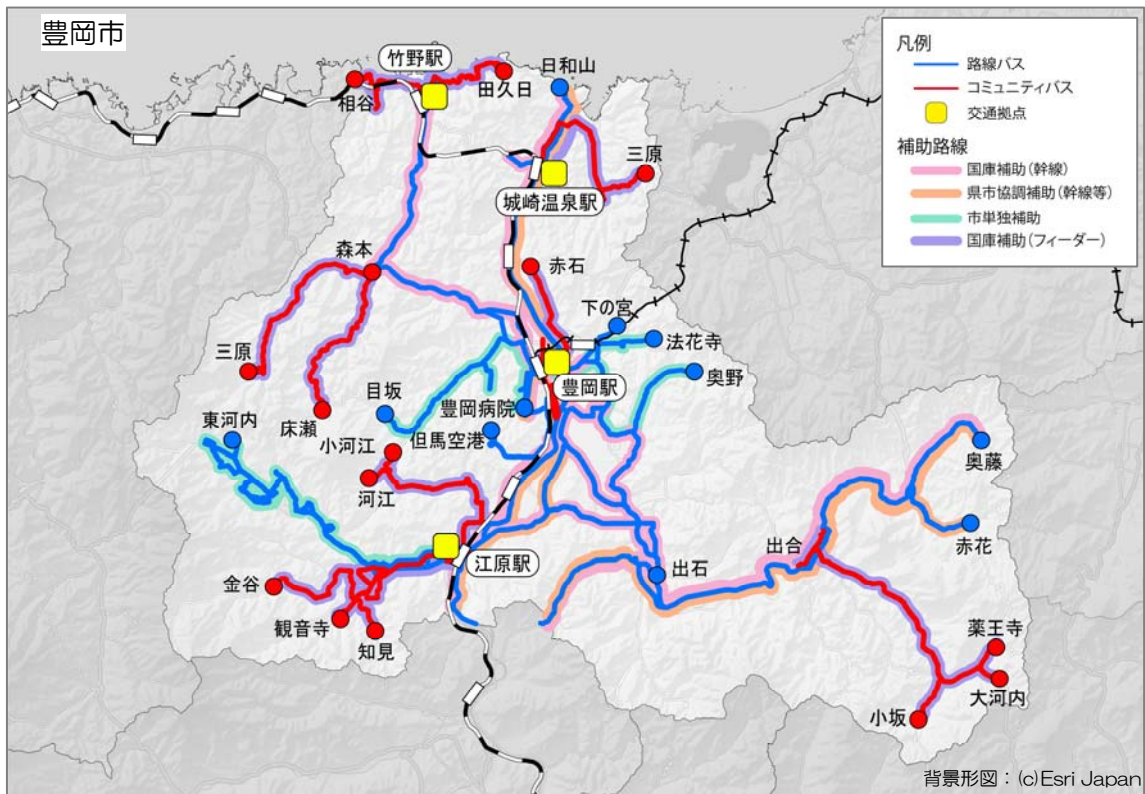 豊岡市
凡例
路線バス
コミュニティバス
交通拠点
補助路線
国庫補助(幹線)
県市協調補助(幹線等)
市単独補助
国庫補助(フィーダー)
竹野駅
日和山
相谷
田久日
三原
城崎温泉駅
森本
赤石
下の宮
法花寺
三原
豊岡駅
奥野
目坂
豊岡病院
東河内
床瀬
但馬空港
小河江
奥藤
河江
赤花
出合
江原駅
出石
金谷
観音寺
知見
薬王寺
大河内
小坂
背景形図:(c)Esri Japan